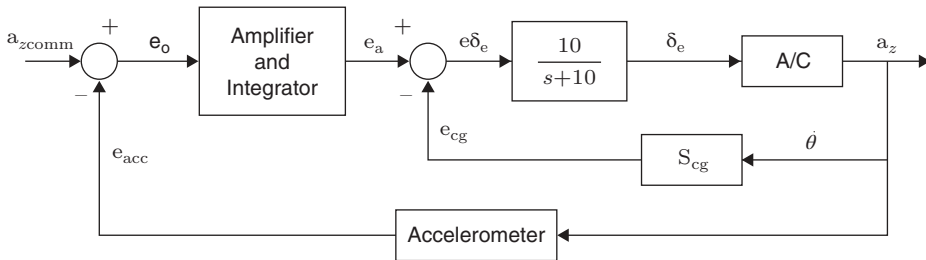 a_zcomm
+
−
e_o
Amplifier
and
Integrator
e_a
+
−
eδ_e
10
s+10
δ_e
A/C
a_z
e_cg
S_cg
θ̇
e_acc
Accelerometer